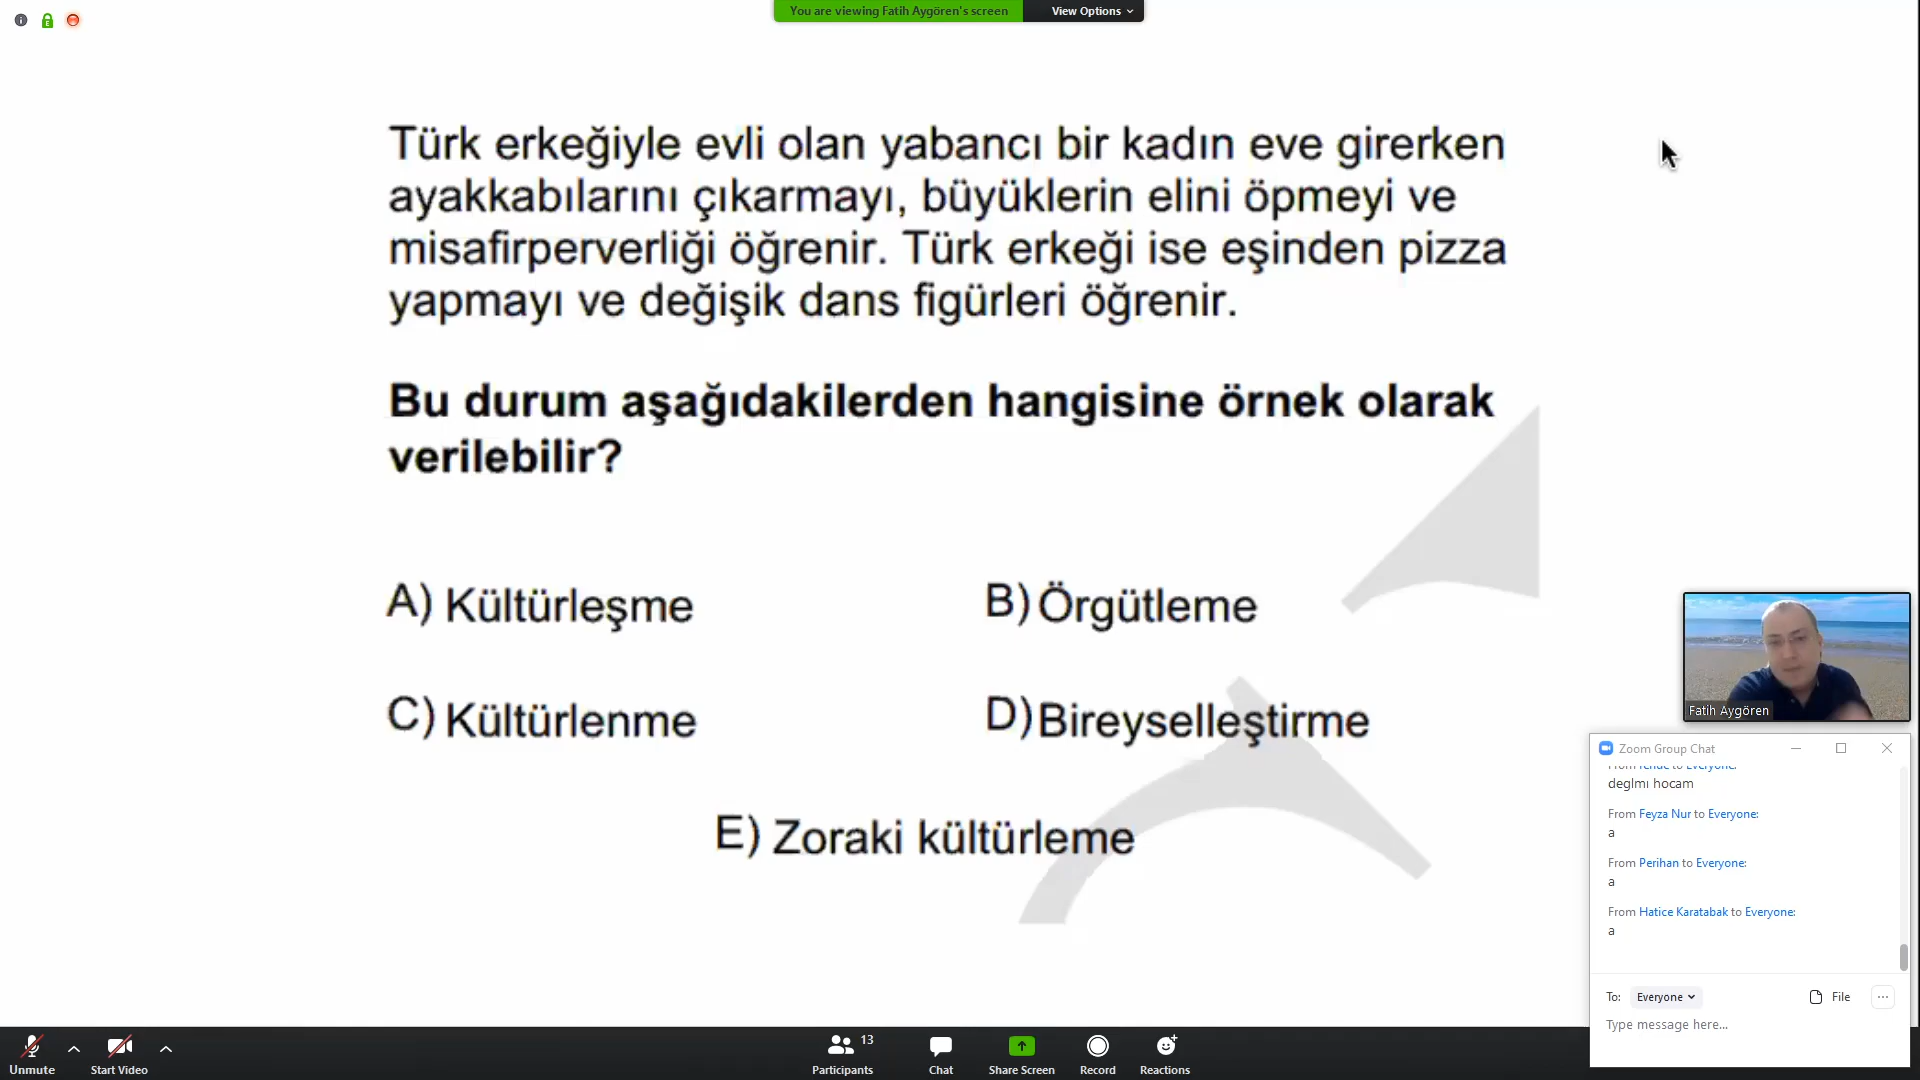 You are viewing Fatih Aygören's screen
View Options
Türk erkeğiyle evli olan yabancı bir kadın eve girerken
ayakkabılarını çıkarmayı, büyüklerin elini öpmeyi ve
misafirperverliği öğrenir. Türk erkeği ise eşinden pizza
yapmayı ve değişik dans figürleri öğrenir.
Bu durum aşağıdakilerden hangisine örnek olarak
verilebilir?
A) Kültürleşme
B) Örgütleme
C) Kültürlenme
D) Bireyselleştirme
E) Zoraki kültürleme
Fatih Aygören
Zoom Group Chat
to Everyone:
deglmı hocam
From Feyza Nur to Everyone:
a
From Perihan to Everyone:
a
From Hatice Karatabak to Everyone:
a
To: Everyone
File
Type message here...
Unmute
Start Video
Participants
13
Chat
Share Screen
Record
Reactions